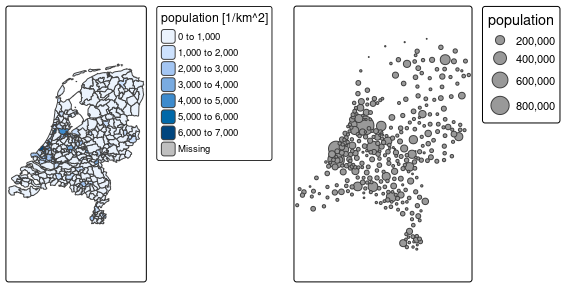 population [1/km^2]
0 to 1,000
1,000 to 2,000
2,000 to 3,000
3,000 to 4,000
4,000 to 5,000
5,000 to 6,000
6,000 to 7,000
Missing
population
200,000
400,000
600,000
800,000